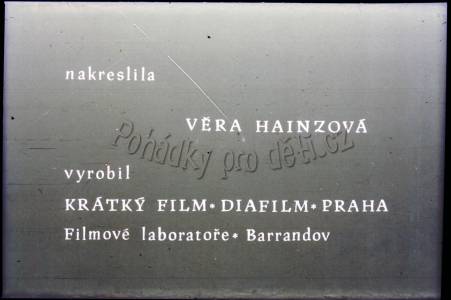 nakreslila
VĚRA HAINZOVÁ
Pohádky pro děti.cz
vyrobil
KRÁTKÝ FILM * DIAFILM * PRAHA
Filmové laboratoře * Barrandov